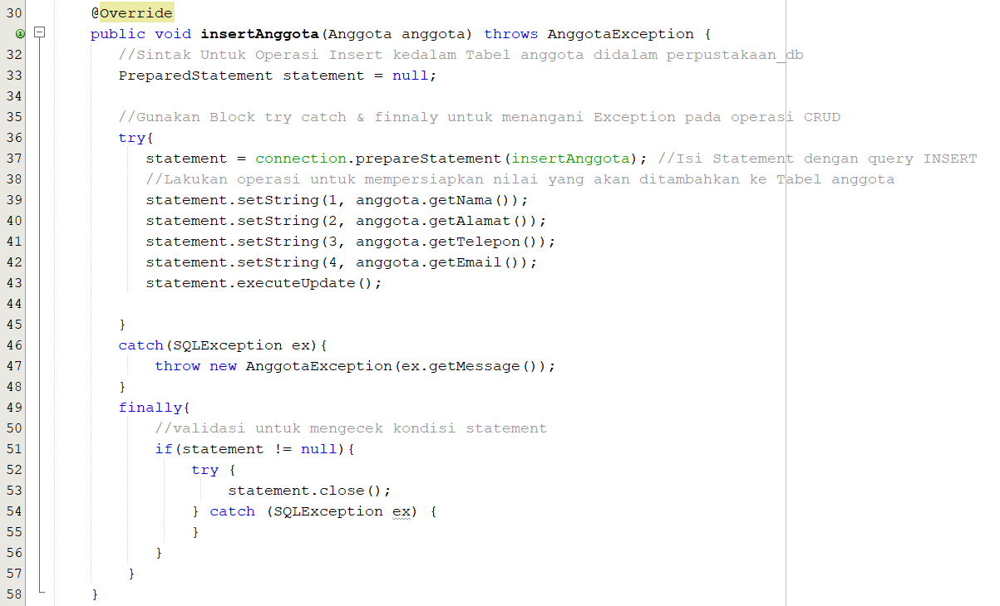 30 @Override
public void insertAnggota(Anggota anggota) throws AnggotaException {
32 //Sintak Untuk Operasi Insert kedalam Tabel anggota didalam perpustakaan_db
33 PreparedStatement statement = null;
34
35 //Gunakan Block try catch & finnaly untuk menangani Exception pada operasi CRUD
36 try{
37 statement = connection.prepareStatement(insertAnggota); //Isi Statement dengan query INSERT
38 //Lakukan operasi untuk mempersiapkan nilai yang akan ditambahkan ke Tabel anggota
39 statement.setString(1, anggota.getNama());
40 statement.setString(2, anggota.getAlamat());
41 statement.setString(3, anggota.getTelepon());
42 statement.setString(4, anggota.getEmail());
43 statement.executeUpdate();
44
45 }
46 catch(SQLException ex){
47 throw new AnggotaException(ex.getMessage());
48 }
49 finally{
50 //validasi untuk mengecek kondisi statement
51 if(statement != null){
52 try {
53 statement.close();
54 } catch (SQLException ex) {
55 }
56 }
57 }
58 }